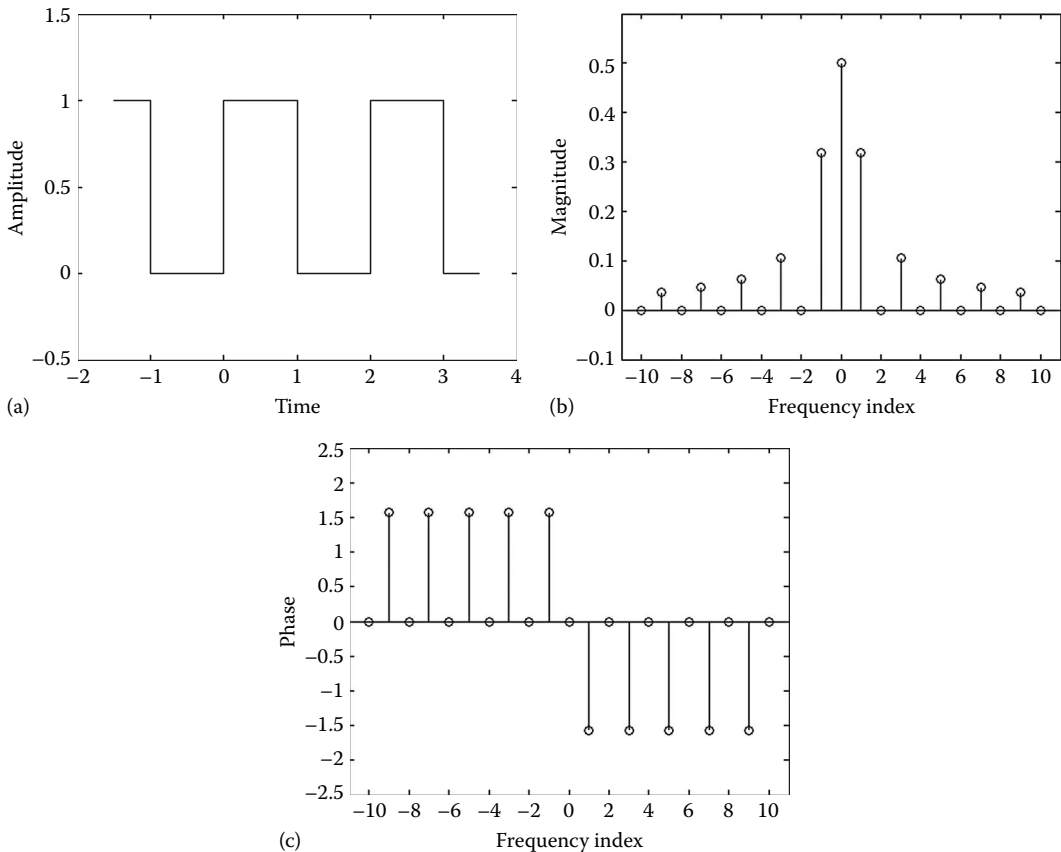 1.5
1
0.5
0
−0.5
−2 −1 0 1 2 3 4
Amplitude
Time
(a)
0.5
0.3
0.2
0.1
0
−0.1
−10 −8 −6 −4 −2 0 2 4 6 8 10
Magnitude
Frequency index
(b)
2.5
2
1.5
1
0.5
0
−0.5
−1
−1.5
−2
−2.5
−10 −8 −6 −4 −2 0 2 4 6 8 10
Phase
Frequency index
(c)